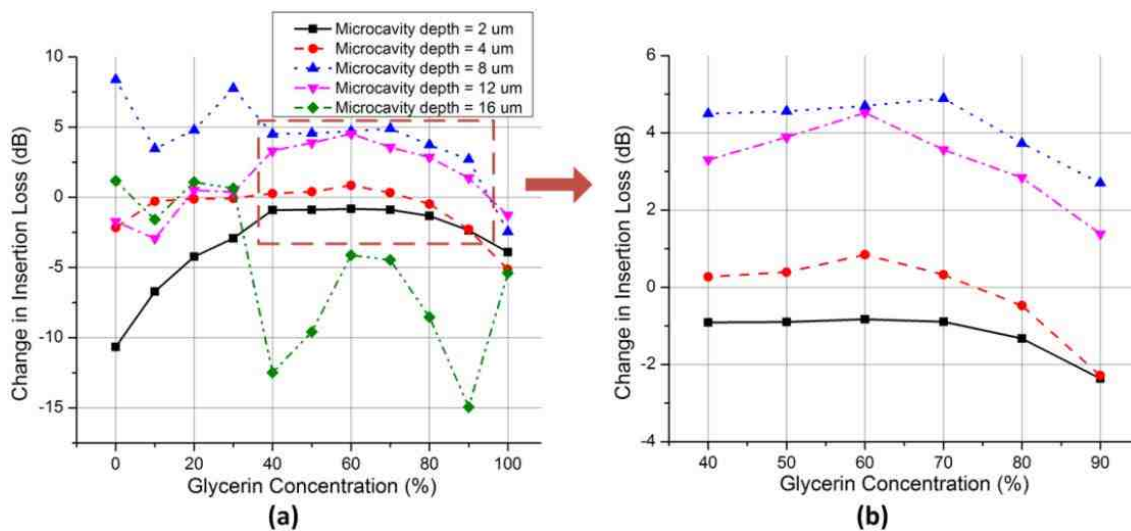 Microcavity depth = 2 um
Microcavity depth = 4 um
Microcavity depth = 8 um
Microcavity depth = 12 um
Microcavity depth = 16 um
Change in Insertion Loss (dB)
10
5
0
-5
-10
-15
0 20 40 60 80 100
Glycerin Concentration (%)
(a)
Change in Insertion Loss (dB)
6
4
2
0
-2
-4
40 50 60 70 80 90
Glycerin Concentration (%)
(b)